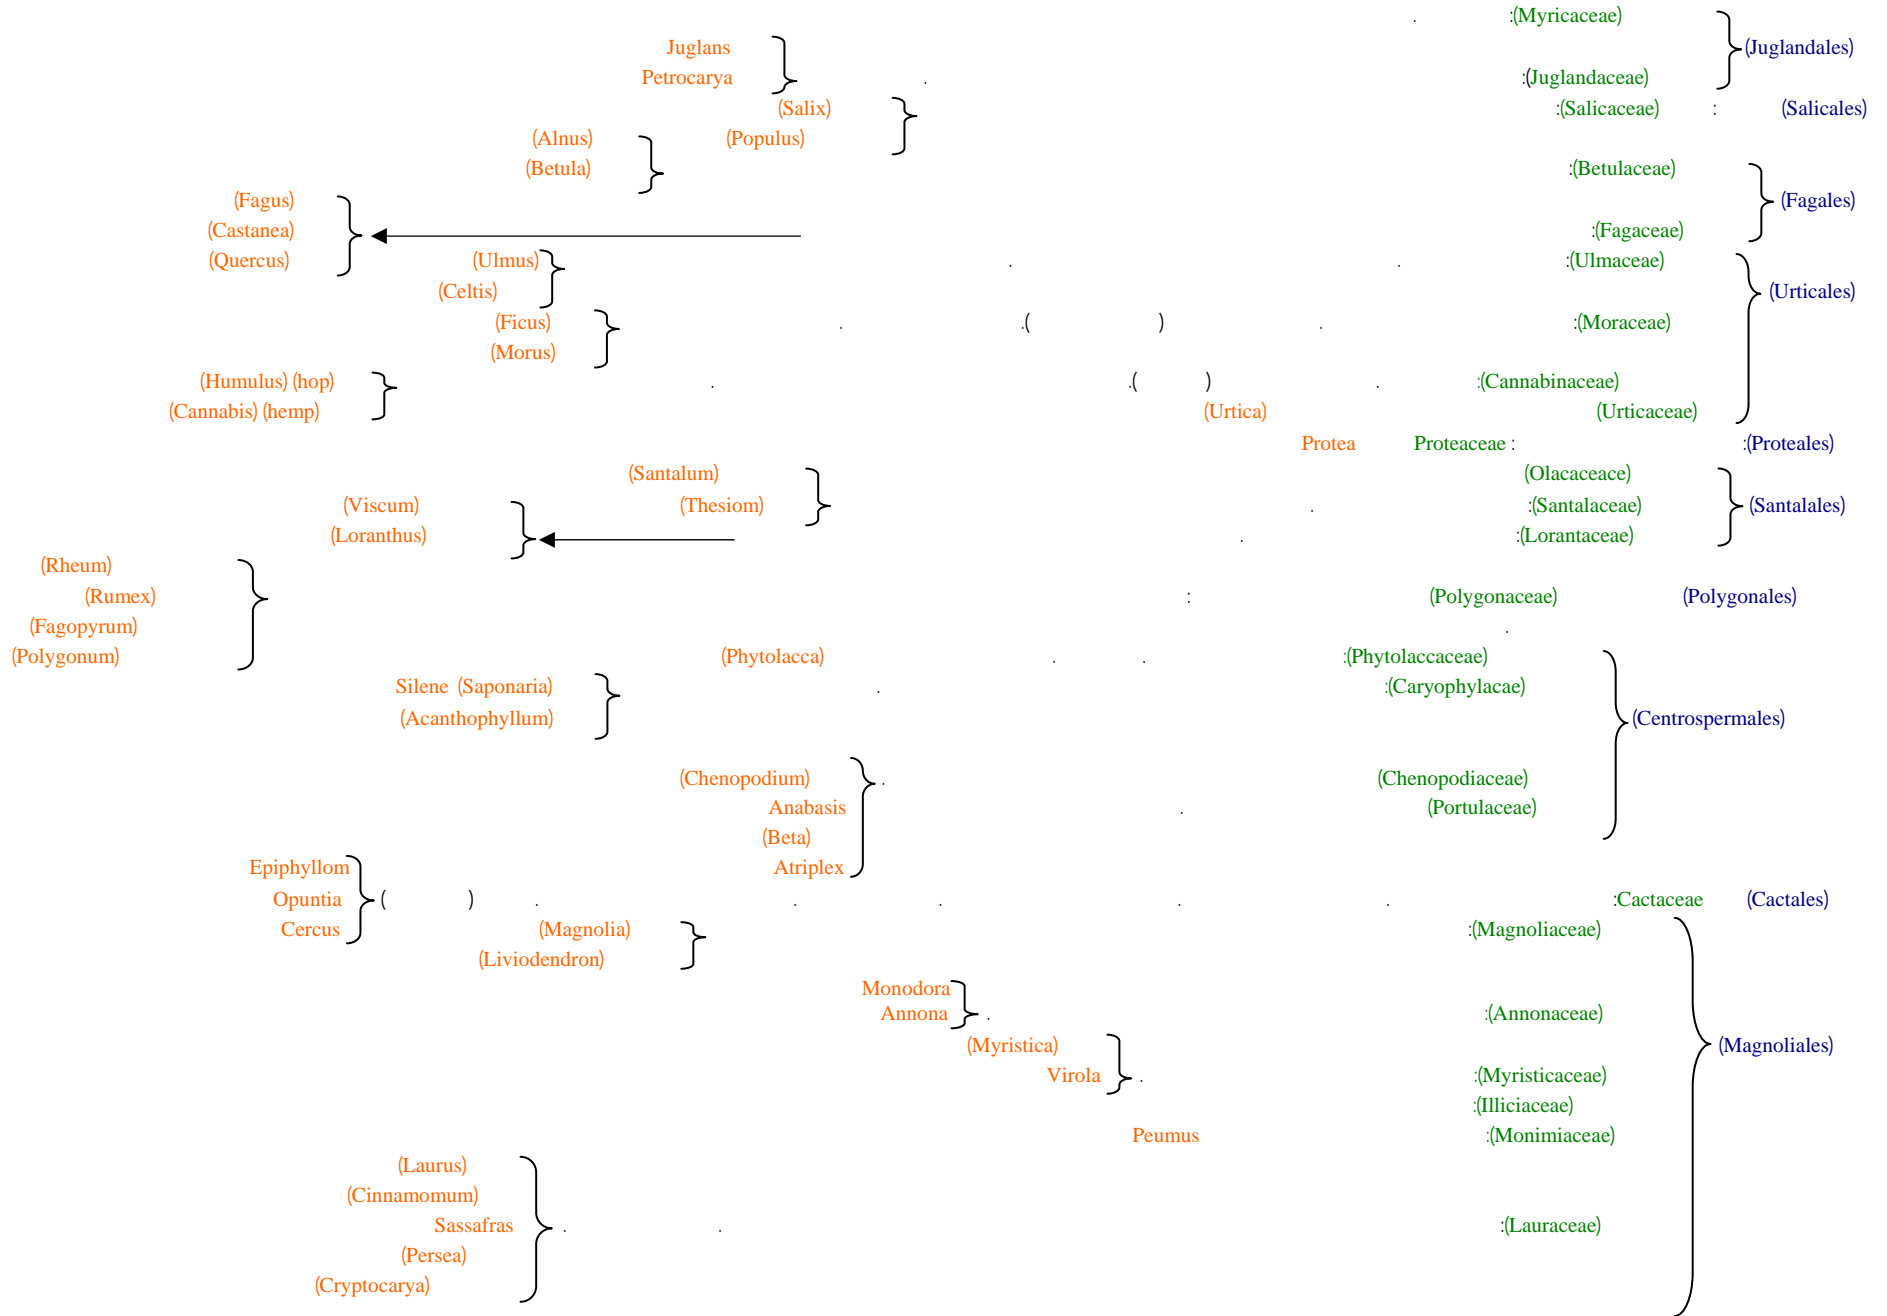 :(Myricaceae)
Juglans (Juglandales)
Petrocarya :(Juglandaceae)
(Salix) :(Salicaceae) : (Salicales)
(Alnus) (Populus)
(Betula) :(Betulaceae)
(Fagus) (Fagales)
(Castanea) :(Fagaceae)
(Quercus) (Ulmus) :(Ulmaceae)
(Celtis) (Urticales)
(Ficus) :(Moraceae)
(Morus)
(Humulus) (hop) :(Cannabinaceae)
(Cannabis) (hemp) (Urtica) (Urticaceae)
Protea Proteaceae : :(Proteales)
(Santalum) (Olacaceace)
(Viscum) (Thesiom) :(Santalaceae) (Santalales)
(Loranthus) :(Lorantaceae)
(Rheum)
(Rumex) : (Polygonaceae) (Polygonales)
(Fagopyrum)
(Polygonum) (Phytolacca) :(Phytolaccaceae)
Silene (Saponaria) :(Caryophylacae)
(Acanthophyllum) (Centrospermales)
(Chenopodium) (Chenopodiaceae)
Anabasis (Portulaceae)
(Beta)
Epiphyllom Atriplex
Opuntia ( ) :Cactaceae (Cactales)
Cercus (Magnolia) :(Magnoliaceae)
(Liviodendron)
Monodora
Annona :(Annonaceae)
(Myristica) (Magnoliales)
Virola :(Myristicaceae)
:(Illiciaceae)
Peumus :(Monimiaceae)
(Laurus)
(Cinnamomum)
Sassafras :(Lauraceae)
(Persea)
(Cryptocarya)